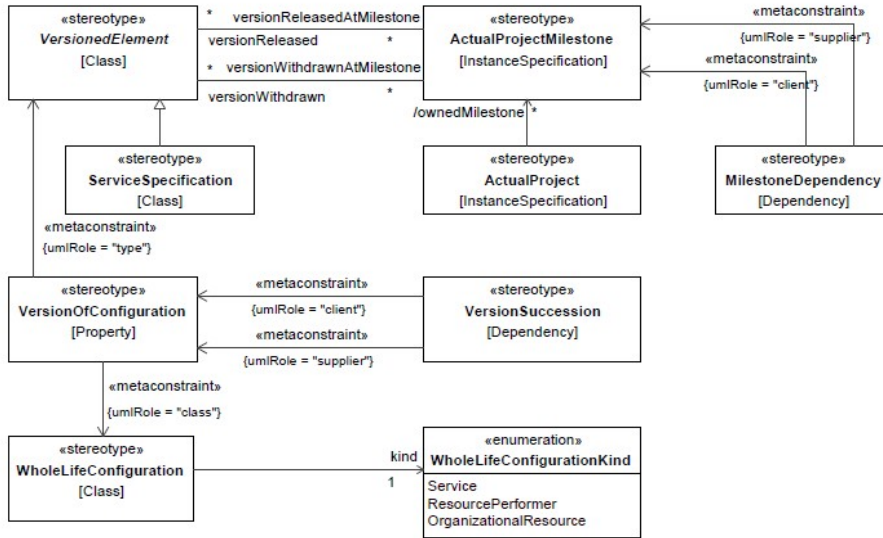 «stereotype»
VersionedElement
[Class]
* versionReleasedAtMilestone
versionReleased *
* versionWithdrawnAtMilestone
versionWithdrawn *
«stereotype»
ActualProjectMilestone
[InstanceSpecification]
«metaconstraint»
{umlRole = "supplier"}
«metaconstraint»
{umlRole = "client"}
/ownedMilestone *
«stereotype»
ServiceSpecification
[Class]
«stereotype»
ActualProject
[InstanceSpecification]
«stereotype»
MilestoneDependency
[Dependency]
«metaconstraint»
{umlRole = "type"}
«stereotype»
VersionOfConfiguration
[Property]
«metaconstraint»
{umlRole = "client"}
«metaconstraint»
{umlRole = "supplier"}
«stereotype»
VersionSuccession
[Dependency]
«metaconstraint»
{umlRole = "class"}
«stereotype»
WholeLifeConfiguration
[Class]
kind
1
«enumeration»
WholeLifeConfigurationKind
Service
ResourcePerformer
OrganizationalResource